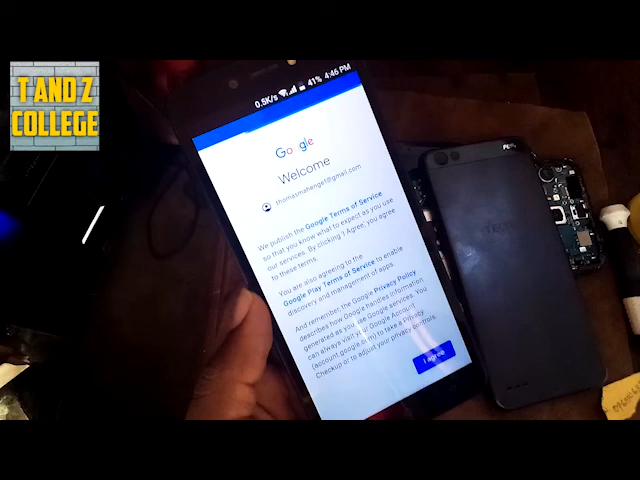 T AND Z
COLLEGE
0.5K/s 41% 4:46 PM
Google
Welcome
thomasmahenge1@gmail.com
We publish the Google Terms of Service
so that you know what to expect as you use
our services. By clicking 'I Agree', you agree
to these terms.
You are also agreeing to the
Google Play Terms of Service to enable
discovery and management of apps.
And remember, the Google Privacy Policy
describes how Google handles information
generated as you use Google services. You
can always visit your Google Account
(account.google.com) to take a Privacy
Checkup or to adjust your privacy controls.
I agree